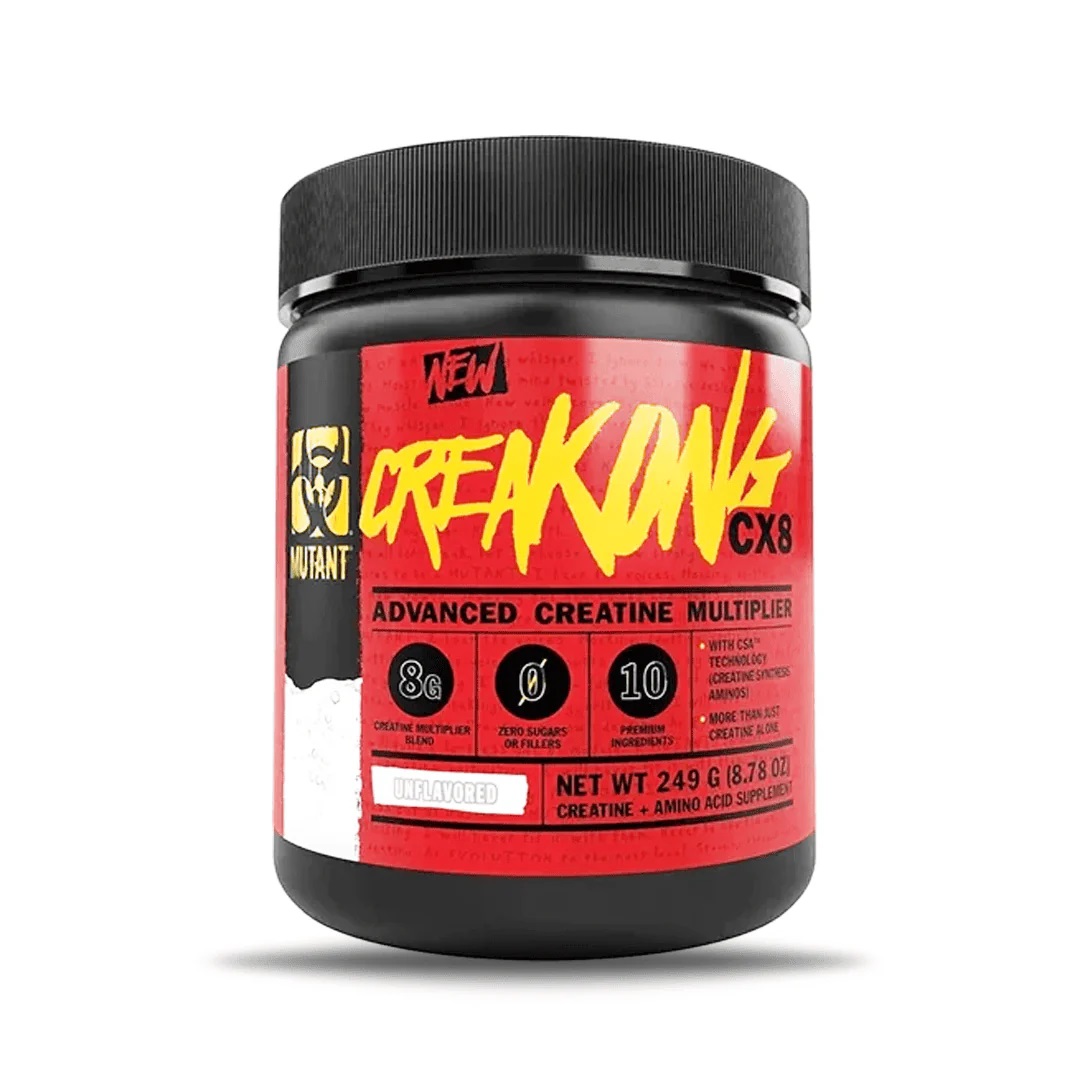 NEW
CREAKONG
CX8
MUTANT
ADVANCED CREATINE MULTIPLIER
8G
CREATINE MULTIPLIER
BLEND
0
ZERO SUGARS
OR FILLERS
10
PREMIUM
INGREDIENTS
• WITH CSA™
TECHNOLOGY
(CREATINE SYNTHESIS
AMINOS)
• MORE THAN JUST
CREATINE ALONE
UNFLAVORED
NET WT 249 G (8.78 OZ)
CREATINE + AMINO ACID SUPPLEMENT